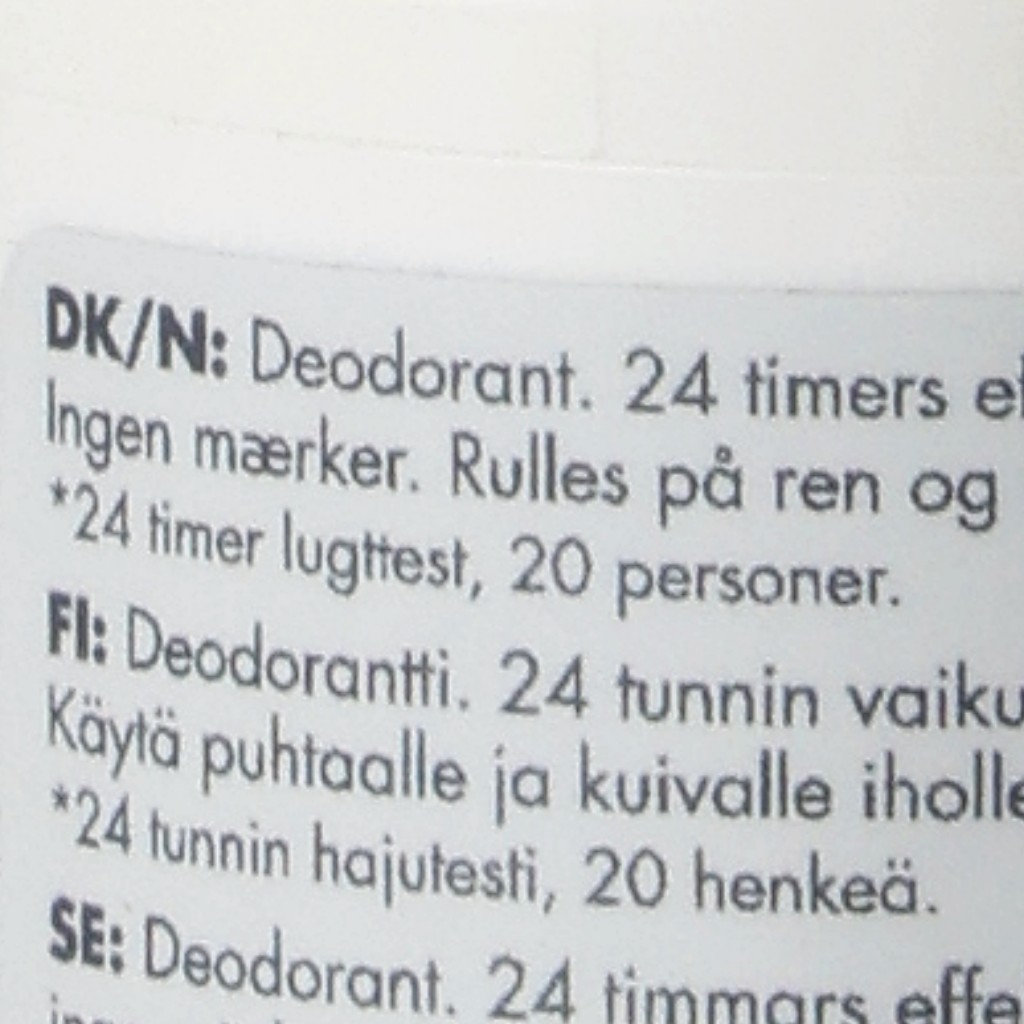 DK/N: Deodorant. 24 timers
Ingen mærker. Rulles på ren og
*24 timer lugttest, 20 personer.
FI: Deodorantti. 24 tunnin
Käytä puhtaalle ja kuivalle
*24 tunnin hajutesti, 20 henkeä.
SE: Deodorant. 24 timmars